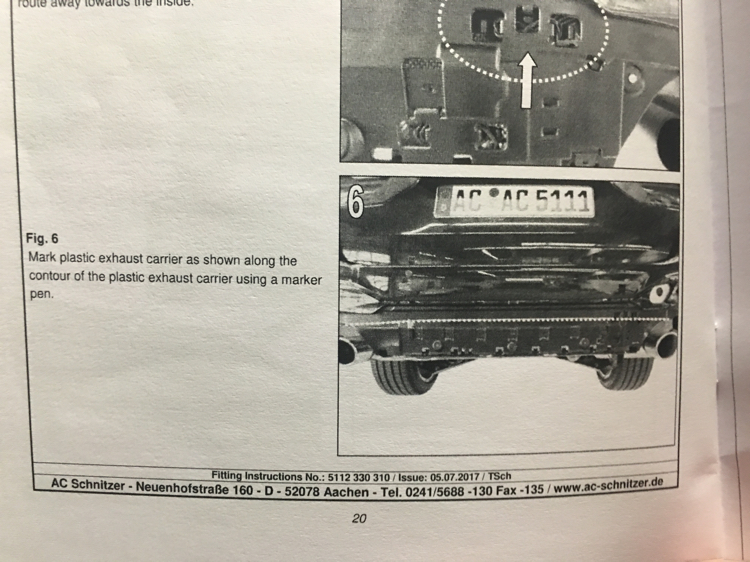 route away towards the inside.
6
AC AC 5111
Fig. 6
Mark plastic exhaust carrier as shown along the
contour of the plastic exhaust carrier using a marker
pen.
Fitting Instructions No.: 5112 330 310 / Issue: 05.07.2017 / TSch
AC Schnitzer - Neuenhofstraße 160 - D - 52078 Aachen - Tel. 0241/5688 -130 Fax -135 / www.ac-schnitzer.de
20